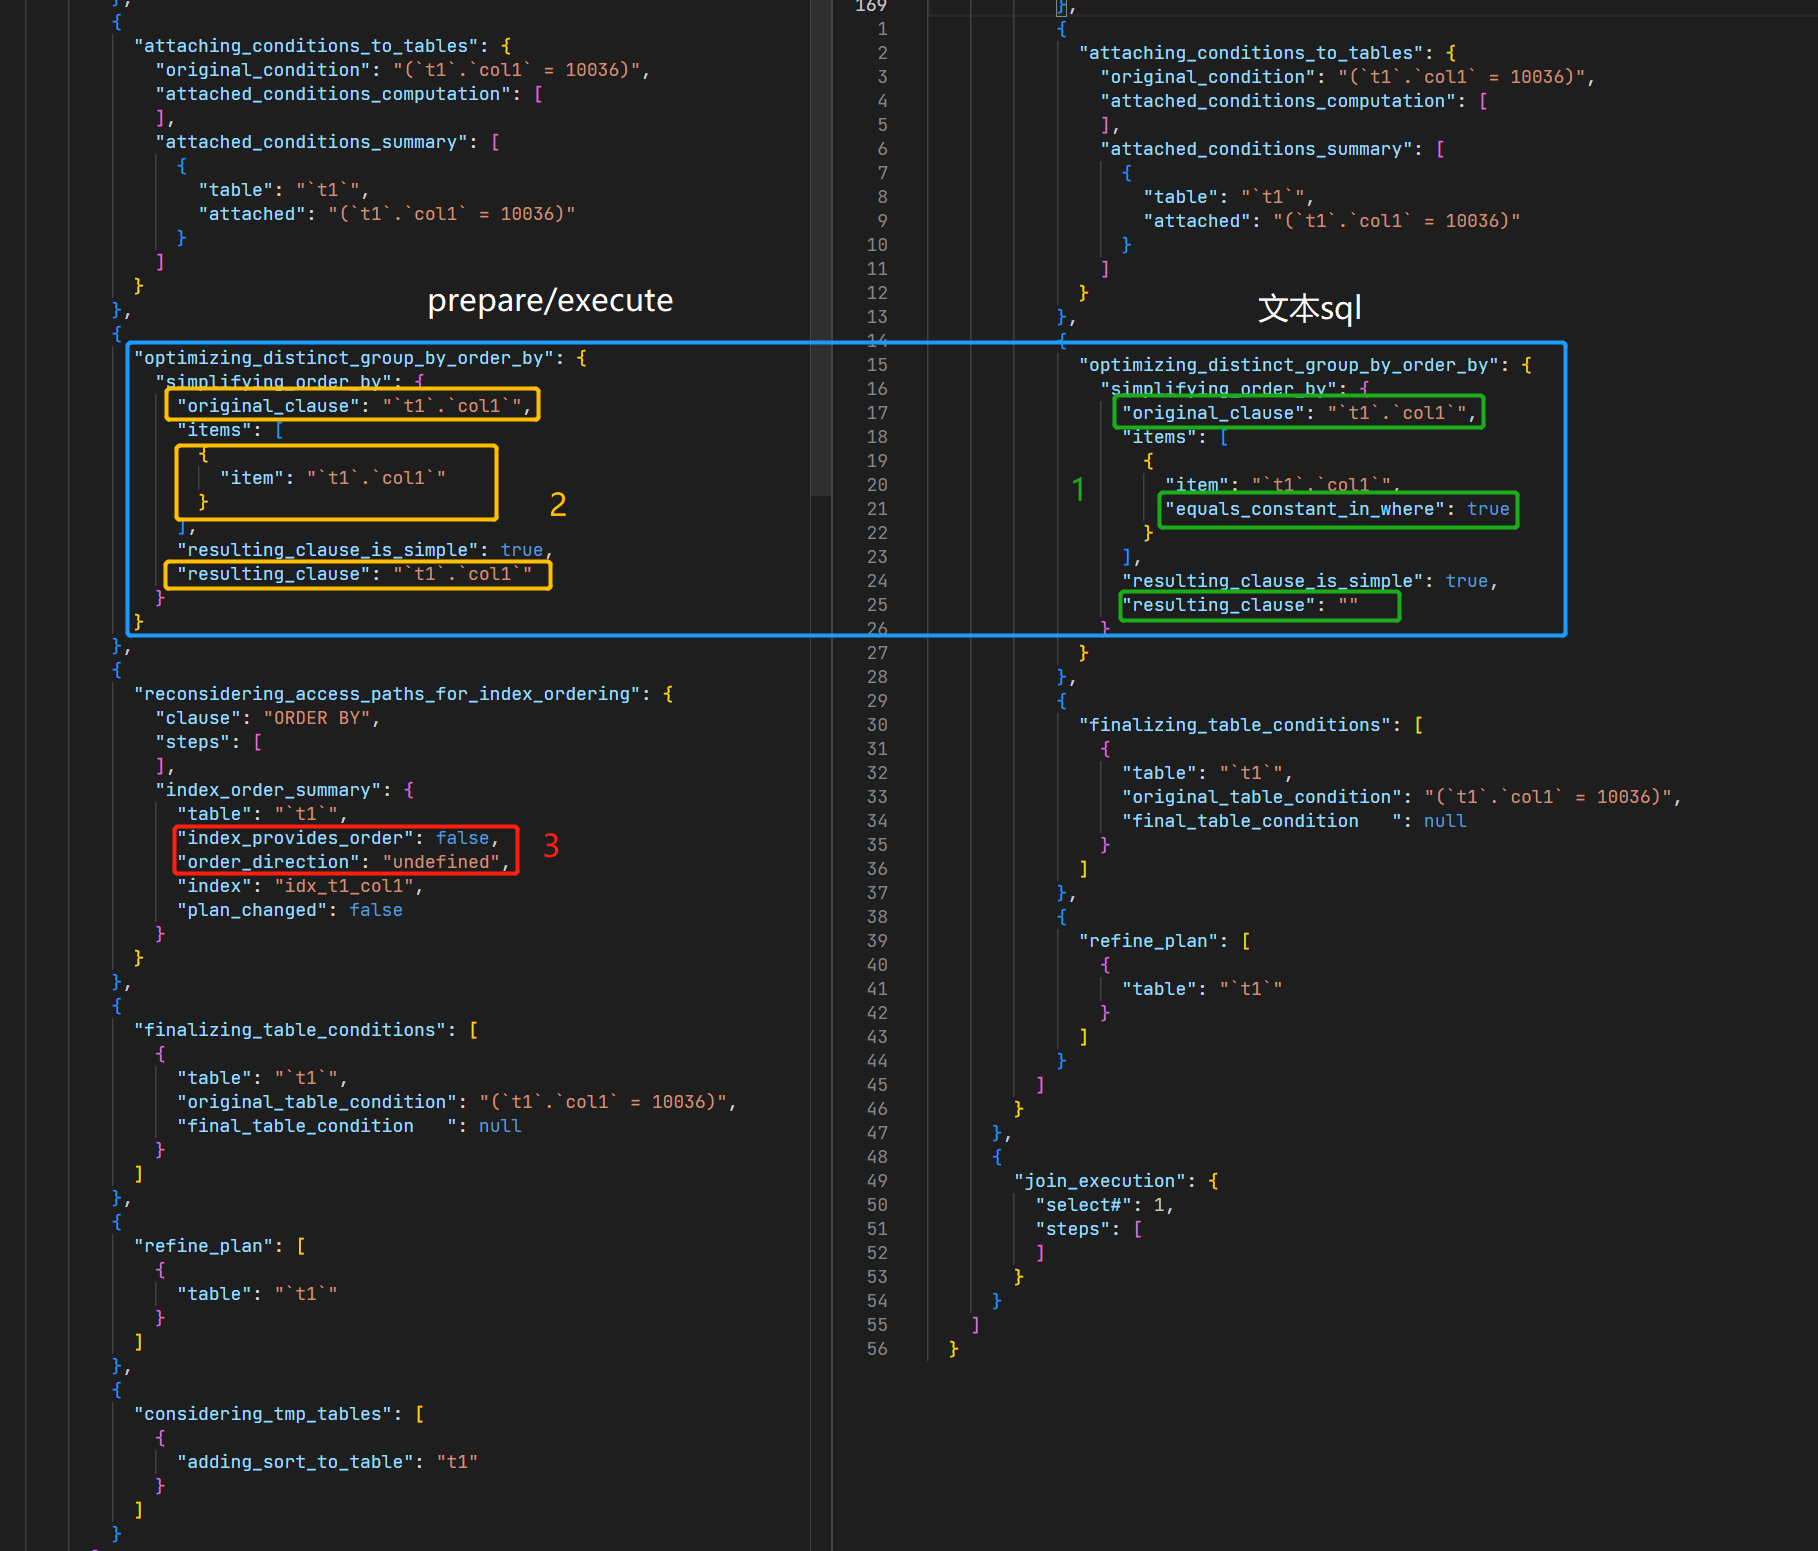 },
{
"attaching_conditions_to_tables": {
"original_condition": "(`t1`.`col1` = 10036)",
"attached_conditions_computation": [
],
"attached_conditions_summary": [
{
"table": "`t1`",
"attached": "(`t1`.`col1` = 10036)"
}
]
}
},
{
prepare/execute
"optimizing_distinct_group_by_order_by": {
"simplifying_order_by": {
"original_clause": "`t1`.`col1`",
"items": [
{
"item": "`t1`.`col1`"
}
2
],
"resulting_clause_is_simple": true,
"resulting_clause": "`t1`.`col1`"
}
}
},
{
"reconsidering_access_paths_for_index_ordering": {
"clause": "ORDER BY",
"steps": [
],
"index_order_summary": {
"table": "`t1`",
"index_provides_order": false,
"order_direction": "undefined",
3
"index": "idx_t1_col1",
"plan_changed": false
}
}
},
{
"finalizing_table_conditions": [
{
"table": "`t1`",
"original_table_condition": "(`t1`.`col1` = 10036)",
"final_table_condition   ": null
}
]
},
{
"refine_plan": [
{
"table": "`t1`"
}
]
},
{
"considering_tmp_tables": [
{
"adding_sort_to_table": "t1"
}
]
}
169 },
1 {
2 "attaching_conditions_to_tables": {
3 "original_condition": "(`t1`.`col1` = 10036)",
4 "attached_conditions_computation": [
5 ],
6 "attached_conditions_summary": [
7 {
8 "table": "`t1`",
9 "attached": "(`t1`.`col1` = 10036)"
10 }
11 ]
12 }
13 },
文本sql
14 {
15 "optimizing_distinct_group_by_order_by": {
16 "simplifying_order_by": {
17 "original_clause": "`t1`.`col1`",
18 "items": [
19 {
20 "item": "`t1`.`col1`",
1
21 "equals_constant_in_where": true
22 }
23 ],
24 "resulting_clause_is_simple": true,
25 "resulting_clause": ""
26 }
27 }
28 },
29 {
30 "finalizing_table_conditions": [
31 {
32 "table": "`t1`",
33 "original_table_condition": "(`t1`.`col1` = 10036)",
34 "final_table_condition   ": null
35 }
36 ]
37 },
38 {
39 "refine_plan": [
40 {
41 "table": "`t1`"
42 }
43 ]
44 }
45 ]
46 }
47 },
48 {
49 "join_execution": {
50 "select#": 1,
51 "steps": [
52 ]
53 }
54 }
55 ]
56 }